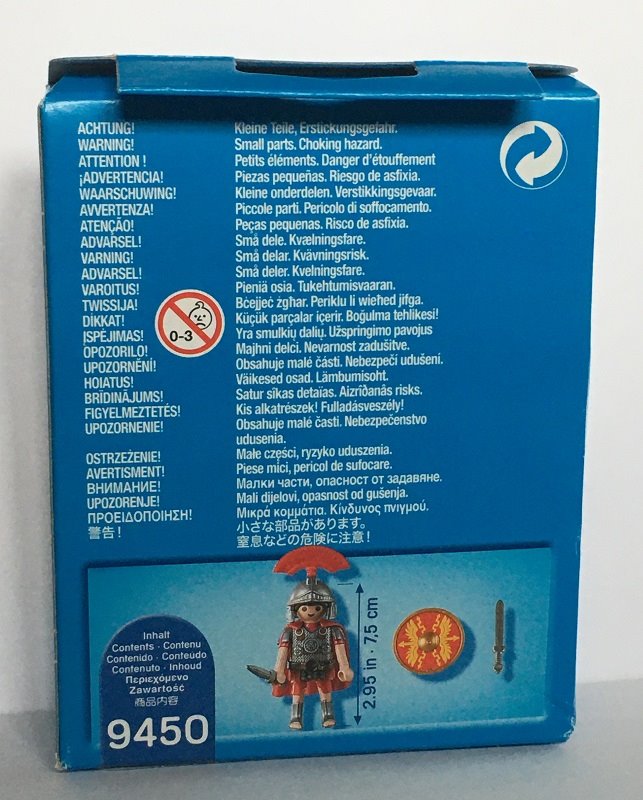 ACHTUNG! Kleine Teile, Erstickungsgefahr.
WARNING! Small parts. Choking hazard.
ATTENTION ! Petits éléments. Danger d'étouffement
¡ADVERTENCIA! Piezas pequeñas. Riesgo de asfixia.
WAARSCHUWING! Kleine onderdelen. Verstikkingsgevaar.
AVVERTENZA! Piccole parti. Pericolo di soffocamento.
ATENÇÃO! Peças pequenas. Risco de asfixia.
ADVARSEL! Små dele. Kvælningsfare.
VARNING! Små delar. Kvävningsrisk.
ADVARSEL! Små deler. Kvelningsfare.
VAROITUS! Pieniä osia. Tukehtumisvaaran.
TWISSIJA! Bċejjeċ żgħar. Periklu li wieħed jifga.
DIKKAT! Küçük parçalar içerir. Boğulma tehlikesi!
ISPĖJIMAS! Yra smulkių dalių. Užspringimo pavojus
OPOZORILO! Majhni delci. Nevarnost zadušitve.
UPOZORNĚNÍ! Obsahuje malé části. Nebezpečí udušení.
HOIATUS! Väikesed osad. Lämbumisoht.
BRĪDINĀJUMS! Satur sīkas detaïas. Aizrîðanâs risks.
FIGYELMEZTETÉS! Kis alkatrészek! Fulladásveszély!
UPOZORNENIE! Obsahuje malé časti. Nebezpečenstvo
udusenia.
OSTRZEŻENIE! Małe części, ryzyko uduszenia.
AVERTISMENT! Piese mici, pericol de sufocare.
ВНИМАНИЕ! Малки части, опасност от задавяне.
UPOZORENJE! Mali dijelovi, opasnost od gušenja.
ΠΡΟΕΙΔΟΠΟΙΗΣΗ! Μικρά κομμάτια. Κίνδυνος πνιγμού.
警告! 小さな部品があります。
窒息などの危険に注意!
0-3
2.95 in - 7,5 cm
Inhalt
Contents · Contenu
Contenido · Conteudo
Contenuto · Inhoud
Περιεχόμενο
Zawartość
商品内容
9450